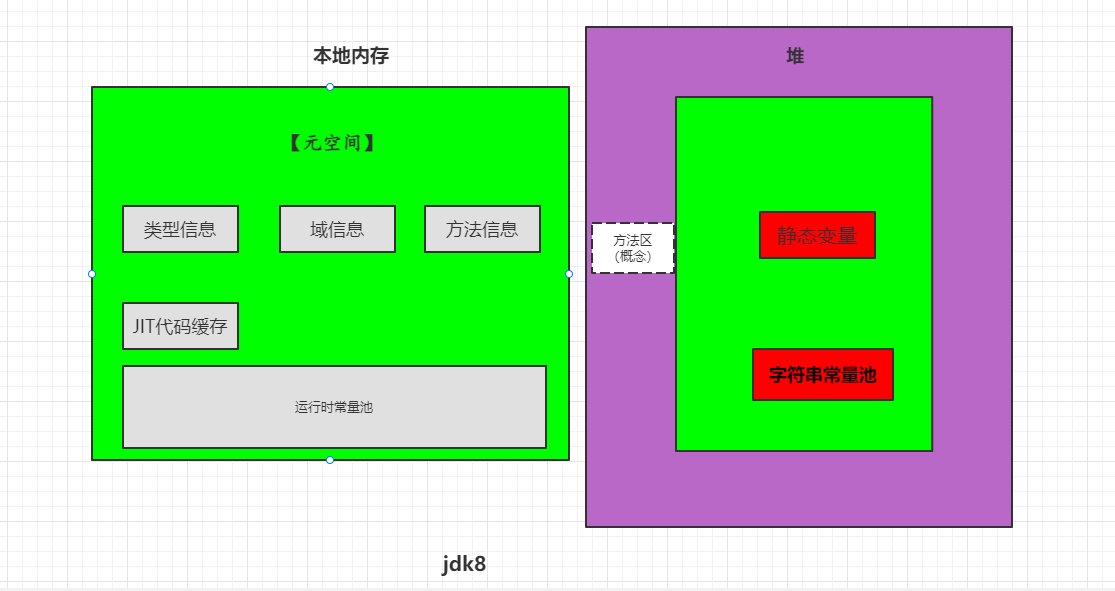 本地内存
【元空间】
类型信息
域信息
方法信息
JIT代码缓存
运行时常量池
堆
方法区
(概念)
静态变量
字符串常量池
jdk8